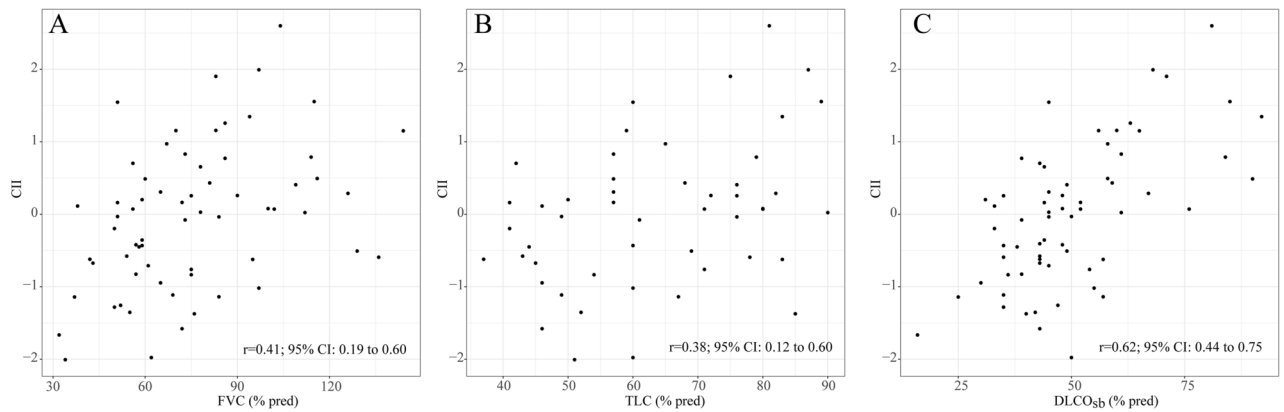 A
CII
2
1
0
−1
−2
30
60
90
120
FVC (% pred)
r=0.41; 95% CI: 0.19 to 0.60
B
CII
2
1
0
−1
−2
40
50
60
70
80
90
TLC (% pred)
r=0.38; 95% CI: 0.12 to 0.60
C
CII
2
1
0
−1
−2
25
50
75
DLCOsb (% pred)
r=0.62; 95% CI: 0.44 to 0.75